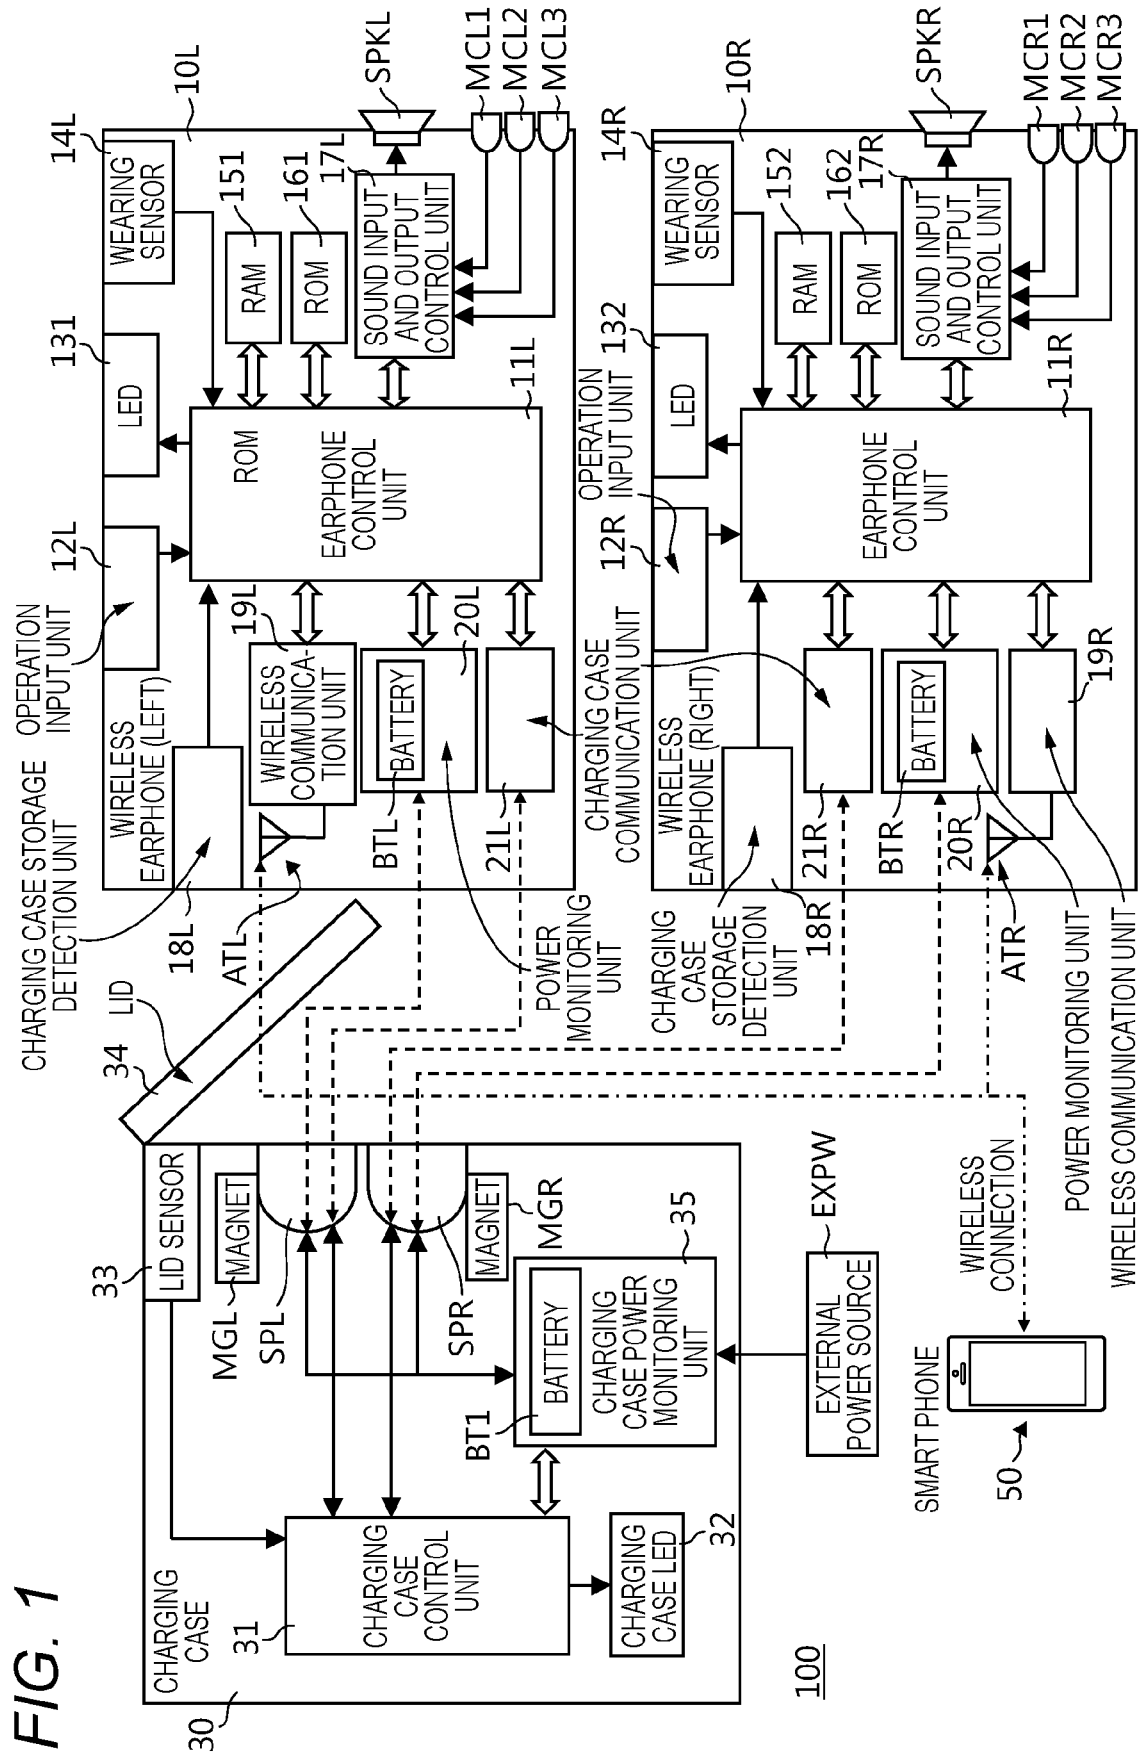 FIG. 1
100
30
CHARGING
CASE
31
CHARGING
CASE
CONTROL
UNIT
CHARGING
CASE LED
32
33
LID SENSOR
34
LID
MGL
MAGNET
SPL
SPR
MAGNET
MGR
BT1
BATTERY
CHARGING
CASE POWER
MONITORING
UNIT
35
EXTERNAL
POWER SOURCE
EXPW
SMART PHONE
50
WIRELESS
CONNECTION
CHARGING CASE STORAGE
DETECTION UNIT
OPERATION
INPUT UNIT
WIRELESS
EARPHONE (LEFT)
18L
ATL
12L
131
LED
14L
WEARING
SENSOR
10L
19L
WIRELESS
COMMUNICA-
TION UNIT
BTL
BATTERY
20L
21L
POWER
MONITORING
UNIT
ROM
EARPHONE
CONTROL
UNIT
11L
RAM
151
ROM
161
17L
SOUND INPUT
AND OUTPUT
CONTROL UNIT
SPKL
MCL1
MCL2
MCL3
CHARGING CASE
COMMUNICATION UNIT
OPERATION
INPUT UNIT
WIRELESS
EARPHONE (RIGHT)
CHARGING
CASE
STORAGE
DETECTION
UNIT
18R
12R
132
LED
14R
WEARING
SENSOR
10R
21R
BTR
BATTERY
20R
19R
ATR
POWER MONITORING UNIT
WIRELESS COMMUNICATION UNIT
EARPHONE
CONTROL
UNIT
11R
RAM
152
ROM
162
17R
SOUND INPUT
AND OUTPUT
CONTROL UNIT
SPKR
MCR1
MCR2
MCR3